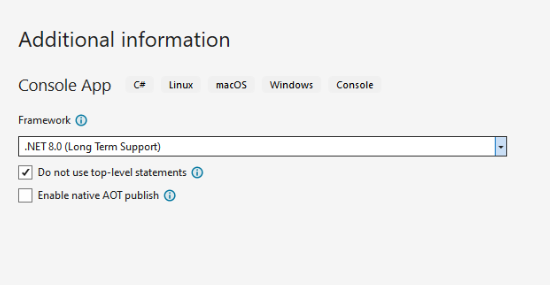 Additional information
Console App C# Linux macOS Windows Console
Framework
.NET 8.0 (Long Term Support)
Do not use top-level statements
Enable native AOT publish